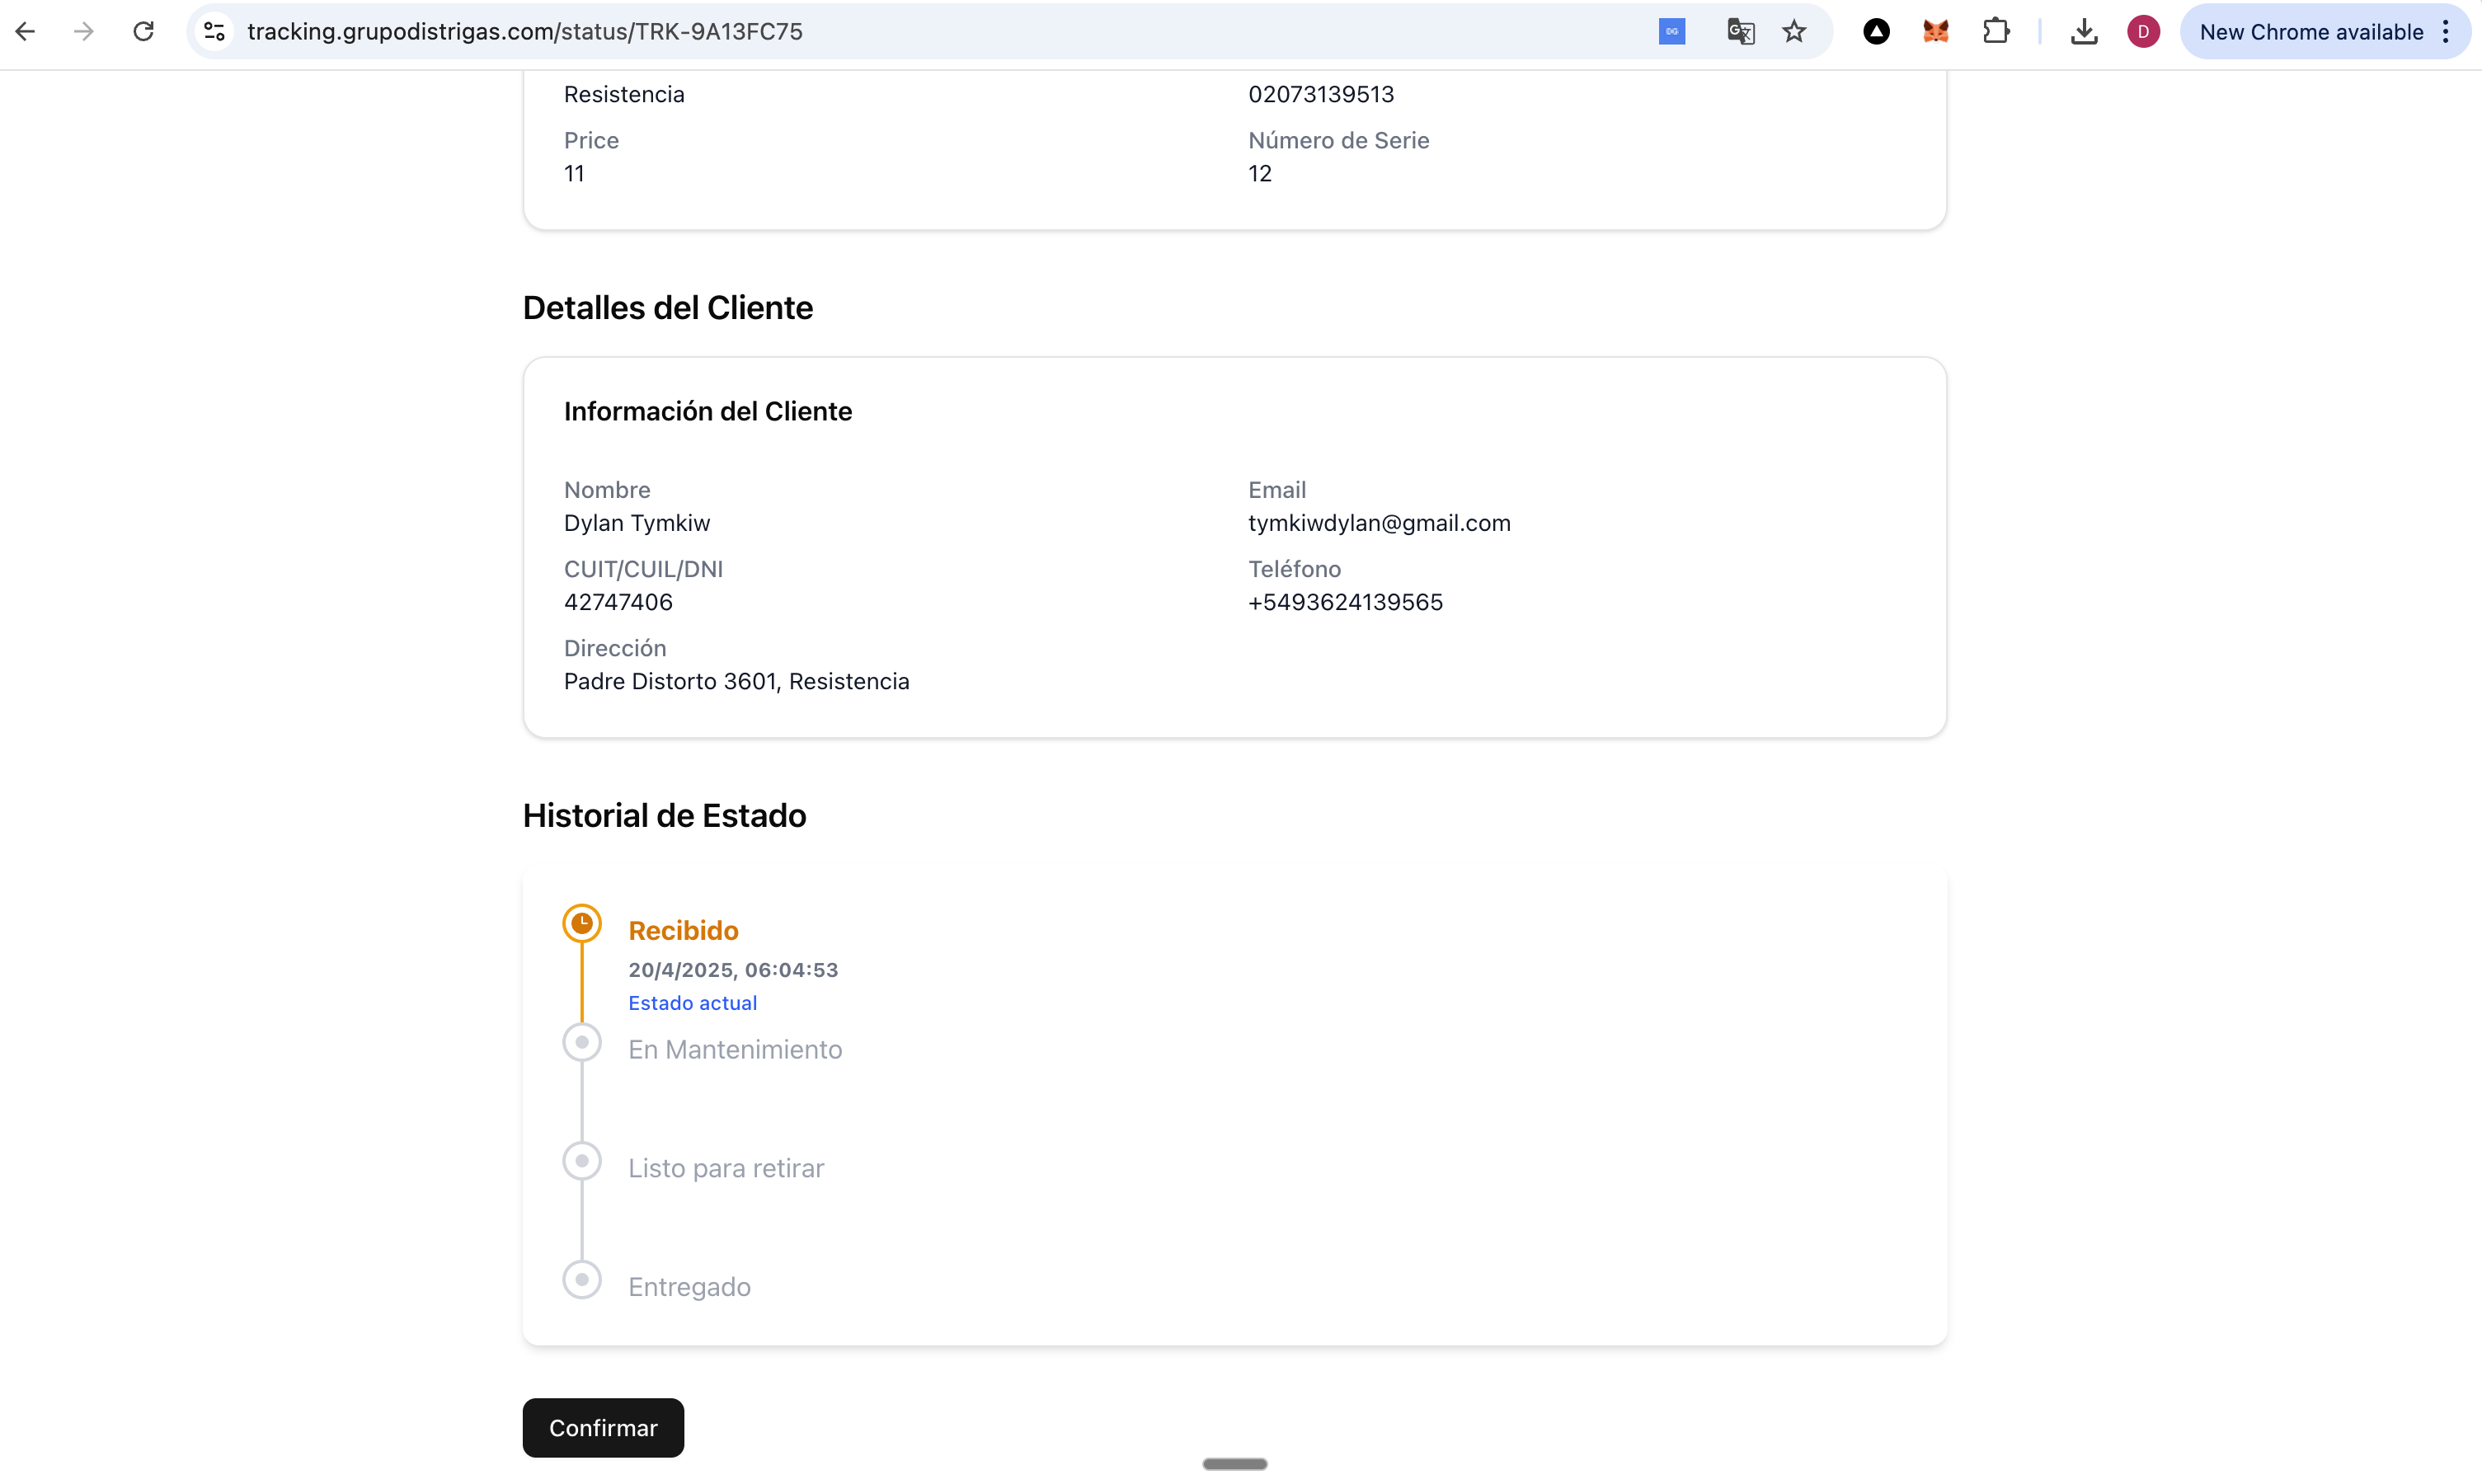 tracking.grupodistrigas.com/status/TRK-9A13FC75
DG
D
New Chrome available
Resistencia
02073139513
Price
Número de Serie
11
12
Detalles del Cliente
Información del Cliente
Nombre
Email
Dylan Tymkiw
tymkiwdylan@gmail.com
CUIT/CUIL/DNI
Teléfono
42747406
+5493624139565
Dirección
Padre Distorto 3601, Resistencia
Historial de Estado
Recibido
20/4/2025, 06:04:53
Estado actual
En Mantenimiento
Listo para retirar
Entregado
Confirmar